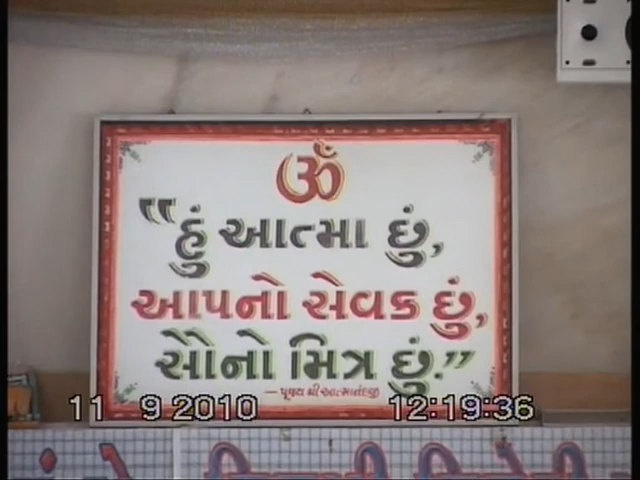 ૐ
“હું આત્મા છું,
આપનો સેવક છું,
સૌનો મિત્ર છું.”
— પૂજ્ય શ્રી
11 9 2010 12:19:36